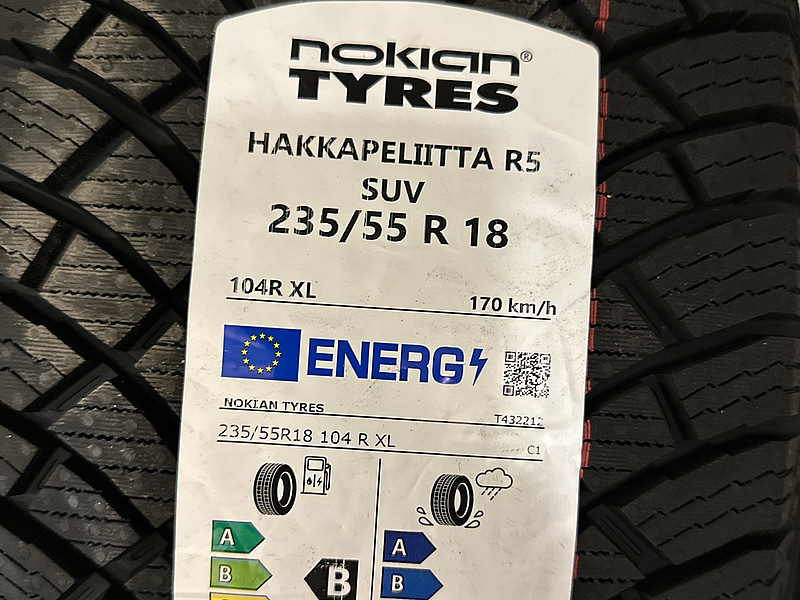 nokian®
TYRES
HAKKAPELIITTA R5
SUV
235/55 R 18
104R XL
170 km/h
ENERG
NOKIAN TYRES
T432212
235/55R18 104 R XL
C1
A
A
B
B
B